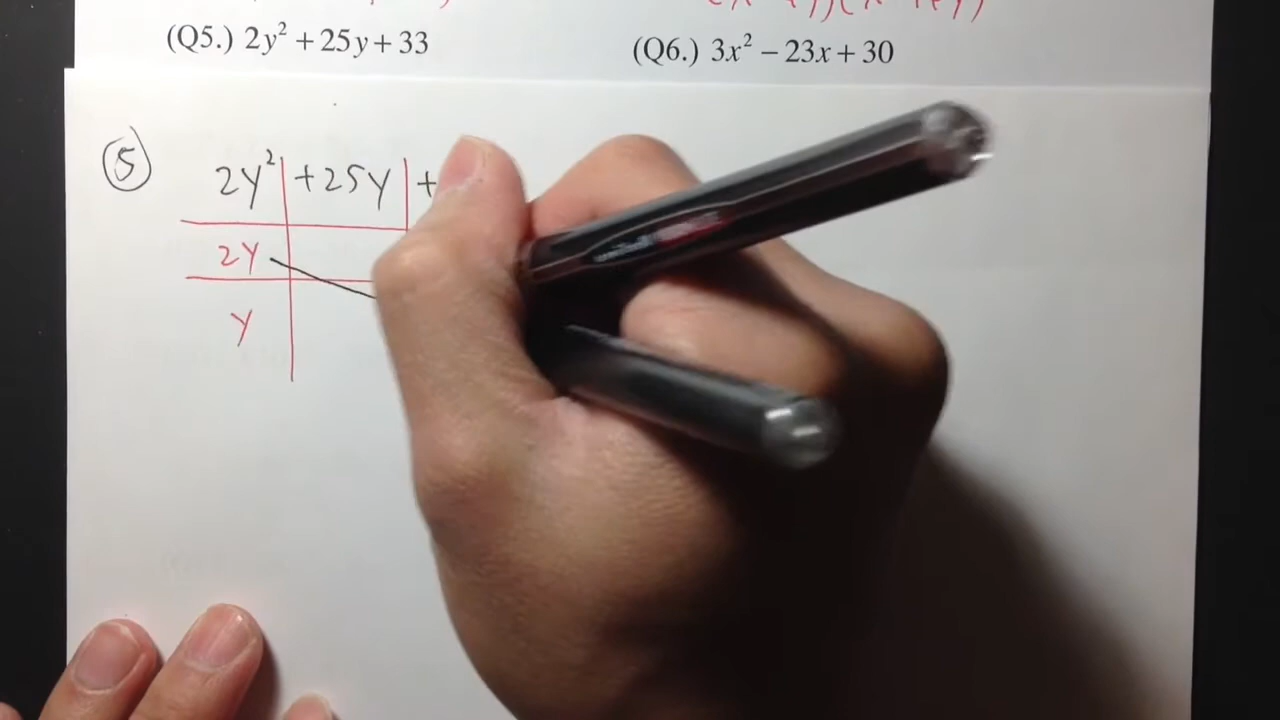 (Q5.) 2y² + 25y + 33
(Q6.) 3x² − 23x + 30
⑤ 2y² +25y +
2y
y